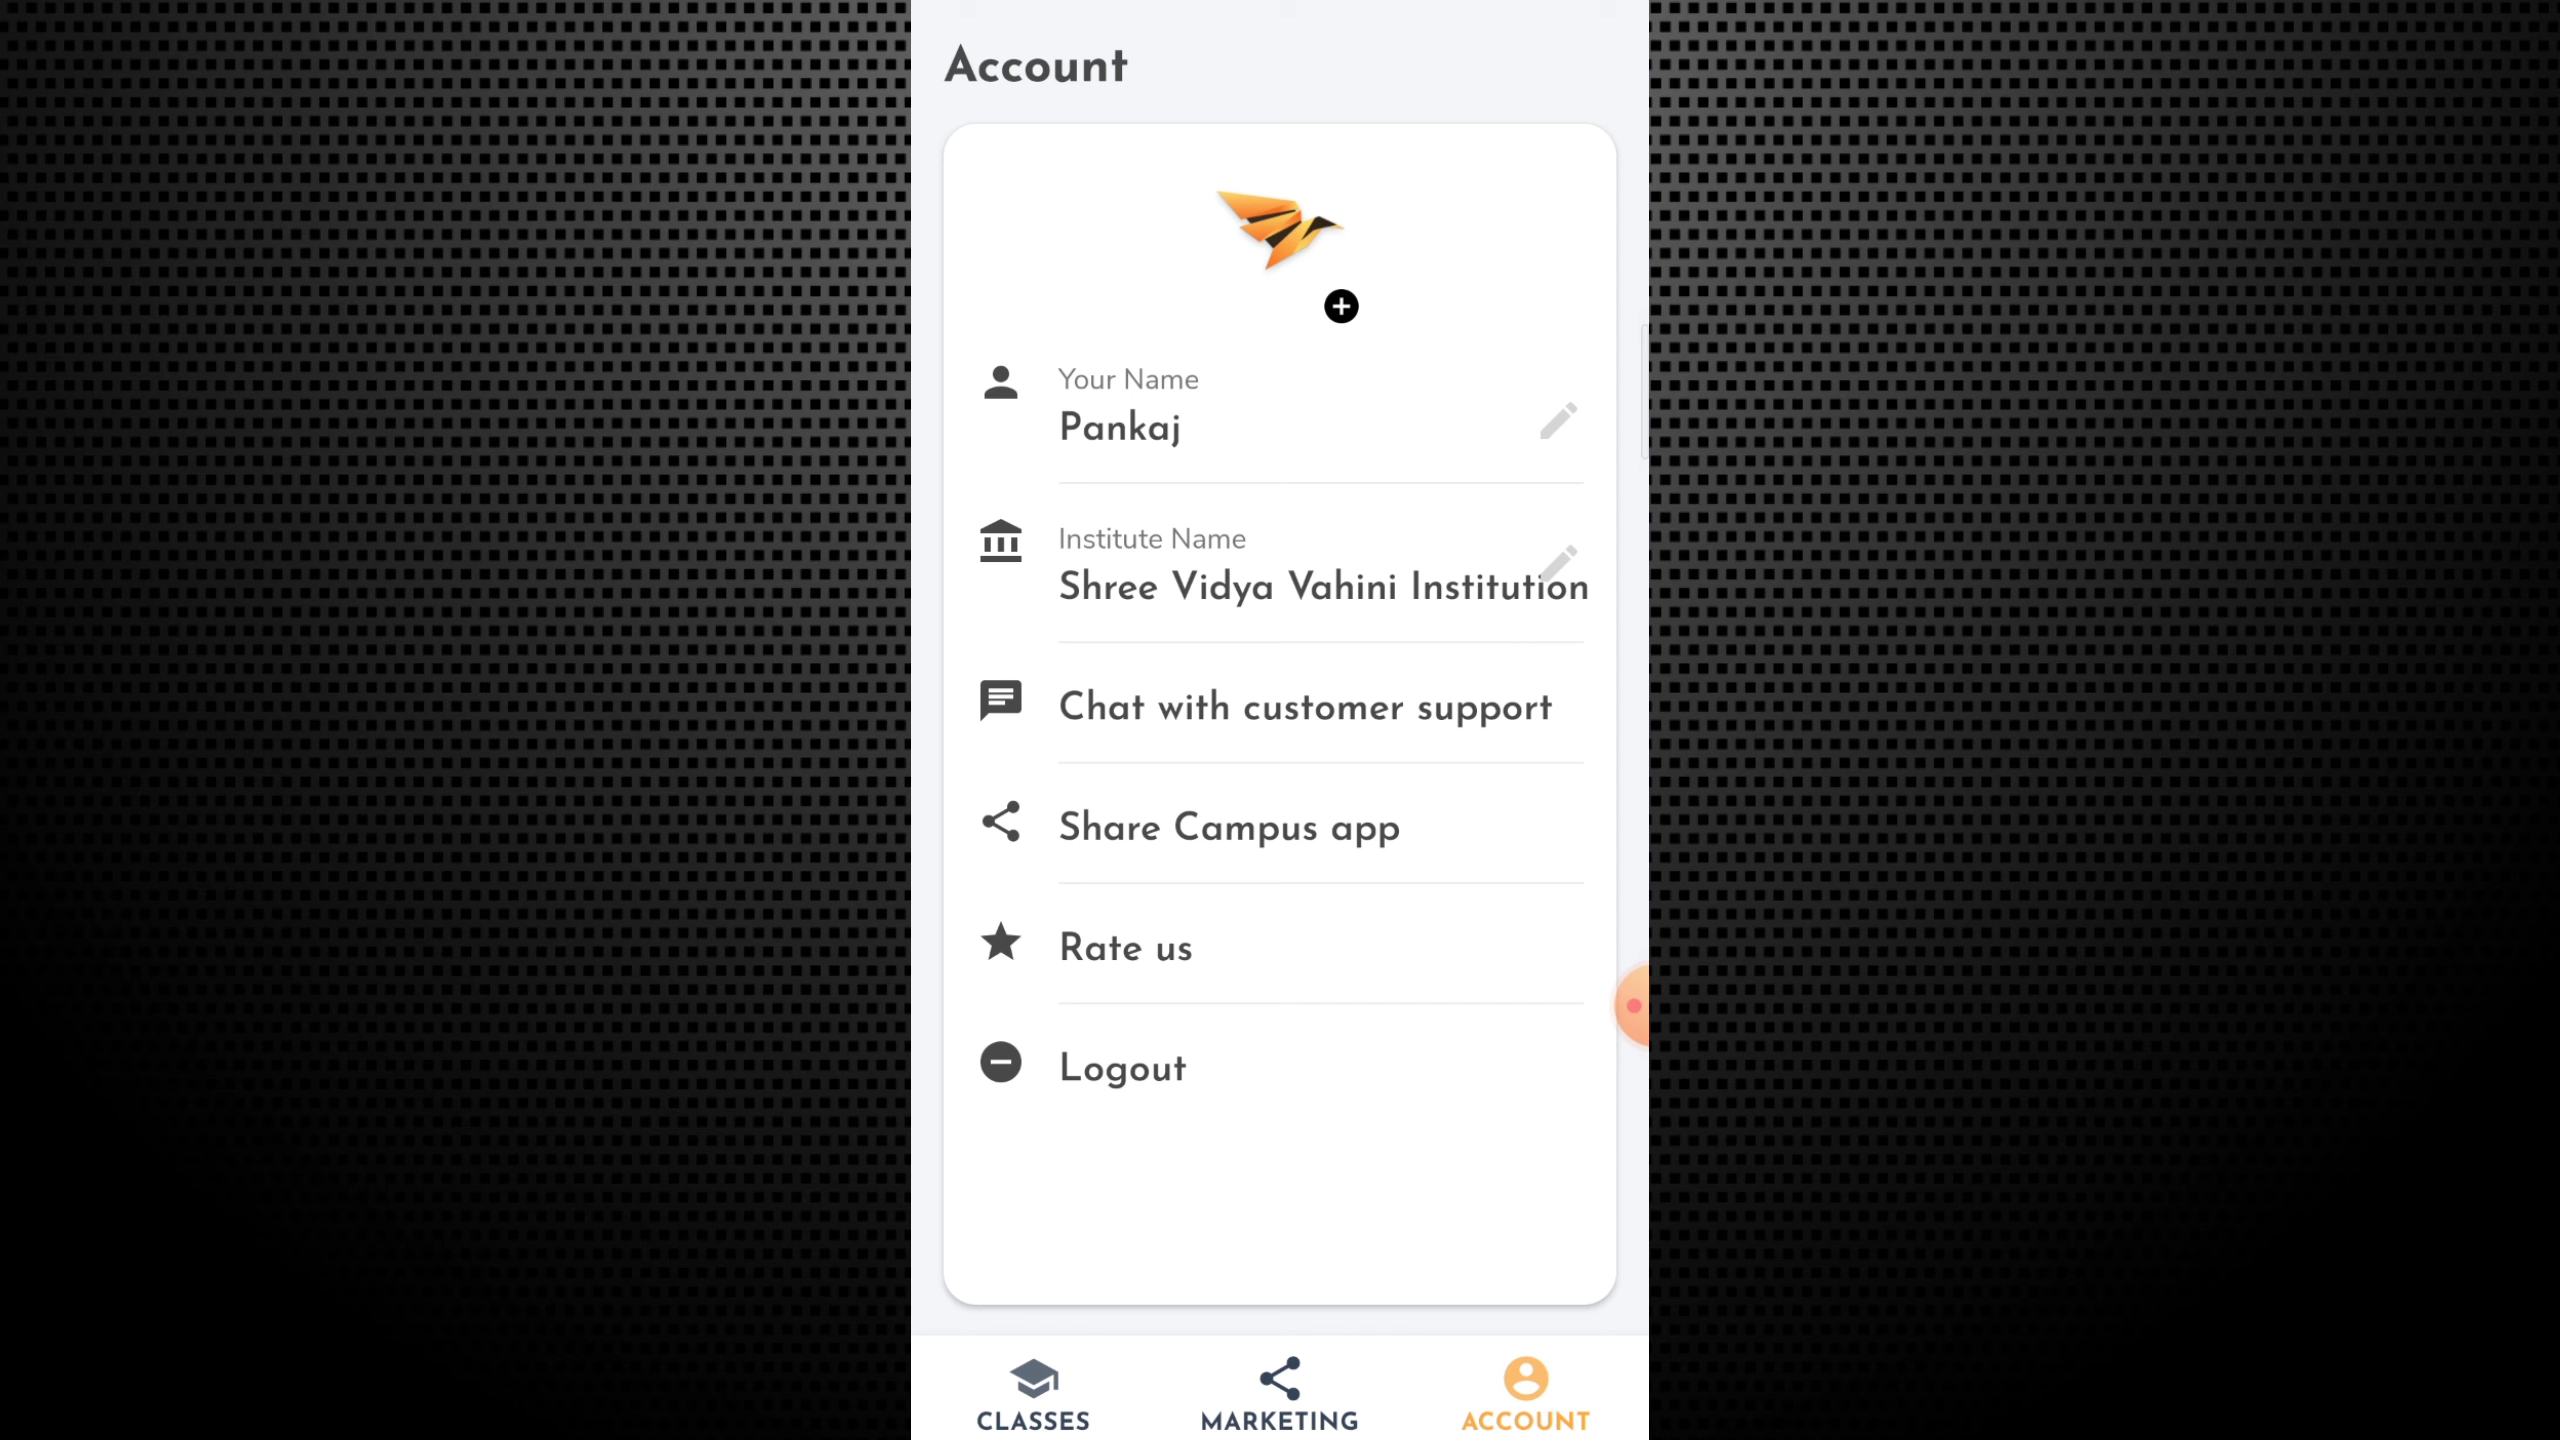 Account
Your Name
Pankaj
Institute Name
Shree Vidya Vahini Institution
Chat with customer support
Share Campus app
Rate us
Logout
CLASSES
MARKETING
ACCOUNT